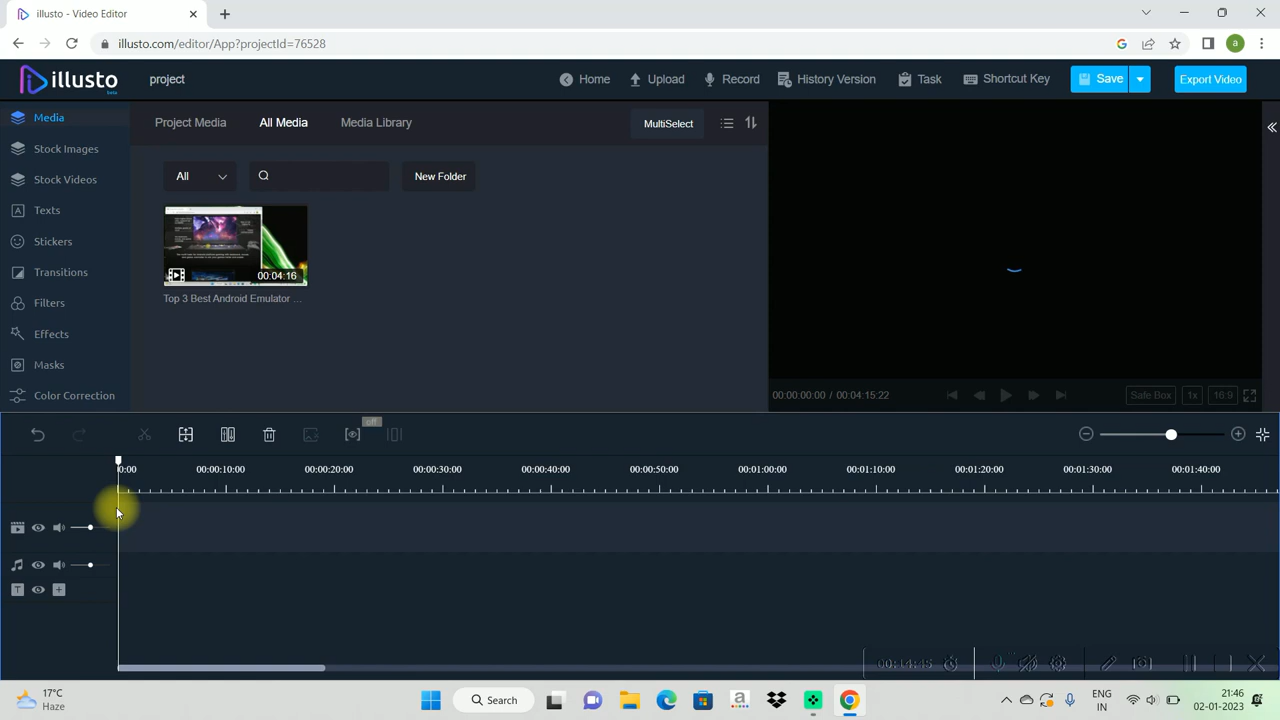 illusto - Video Editor
illusto.com/editor/App?projectId=76528
a
illusto
beta
project
Home
Upload
Record
History Version
Task
Shortcut Key
Save
Export Video
Media
Stock Images
Stock Videos
Texts
Stickers
Transitions
Filters
Effects
Masks
Color Correction
Project Media
All Media
Media Library
MultiSelect
All
New Folder
00:04:16
Top 3 Best Android Emulator ...
00:00:00:00 / 00:04:15:22
Safe Box
1x
16:9
off
0:00
00:00:10:00
00:00:20:00
00:00:30:00
00:00:40:00
00:00:50:00
00:01:00:00
00:01:10:00
00:01:20:00
00:01:30:00
00:01:40:00
T
00:14:45
17°C
Haze
Search
a
ENG
IN
21:46
02-01-2023